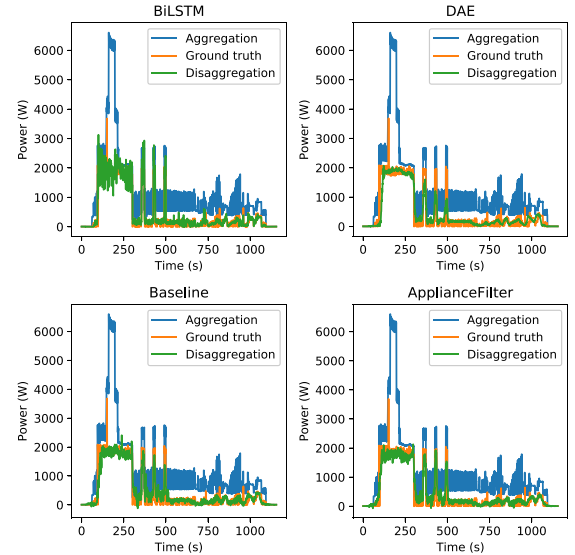 BiLSTM
6000
5000
4000
3000
2000
1000
0
Power (W)
Aggregation
Ground truth
Disaggregation
0 250 500 750 1000
Time (s)
DAE
6000
5000
4000
3000
2000
1000
0
Power (W)
Aggregation
Ground truth
Disaggregation
0 250 500 750 1000
Time (s)
Baseline
6000
5000
4000
3000
2000
1000
0
Power (W)
Aggregation
Ground truth
Disaggregation
0 250 500 750 1000
Time (s)
ApplianceFilter
6000
5000
4000
3000
2000
1000
0
Power (W)
Aggregation
Ground truth
Disaggregation
0 250 500 750 1000
Time (s)